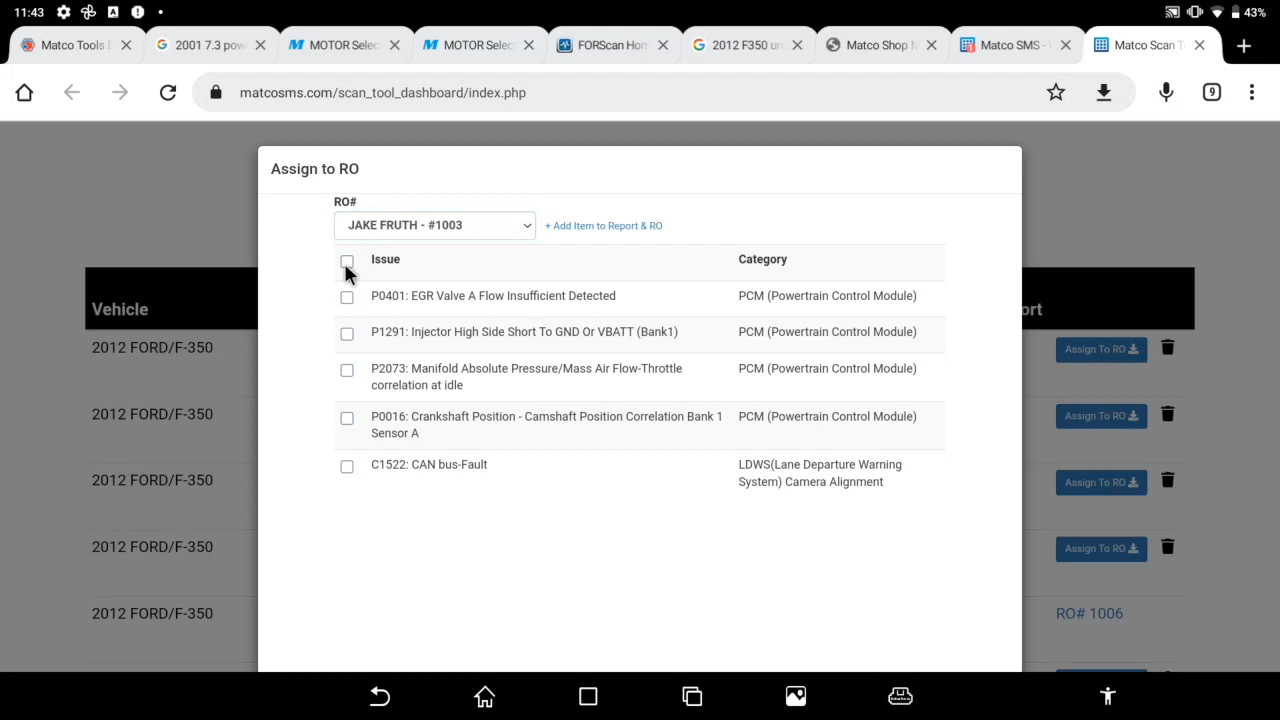 11:43
43%
Matco Tools D
2001 7.3 pow
MOTOR Selec
MOTOR Selec
FORScan Hom
2012 F350 un
Matco Shop M
Matco SMS -
Matco Scan T
matcosms.com/scan_tool_dashboard/index.php
9
Assign to RO
RO#
JAKE FRUTH - #1003
+ Add Item to Report & RO
Issue Category
P0401: EGR Valve A Flow Insufficient Detected PCM (Powertrain Control Module)
P1291: Injector High Side Short To GND Or VBATT (Bank1) PCM (Powertrain Control Module)
P2073: Manifold Absolute Pressure/Mass Air Flow-Throttle PCM (Powertrain Control Module)
correlation at idle
P0016: Crankshaft Position - Camshaft Position Correlation Bank 1 PCM (Powertrain Control Module)
Sensor A
C1522: CAN bus-Fault LDWS(Lane Departure Warning
System) Camera Alignment
Vehicle ort
2012 FORD/F-350 Assign To RO
2012 FORD/F-350 Assign To RO
2012 FORD/F-350 Assign To RO
2012 FORD/F-350 Assign To RO
2012 FORD/F-350 RO# 1006